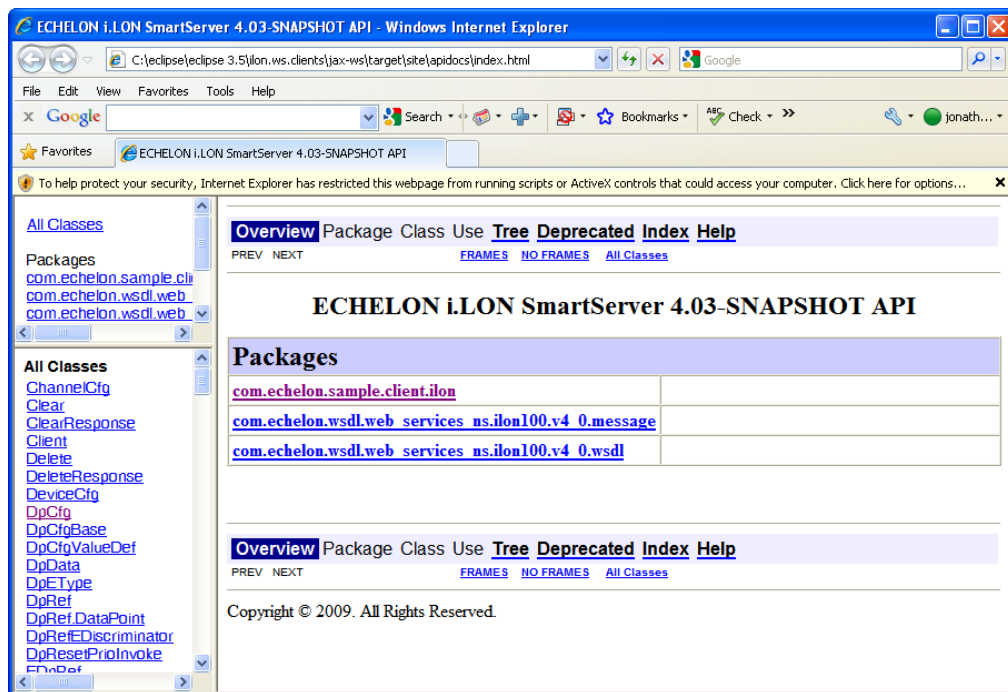 ECHELON i.LON SmartServer 4.03-SNAPSHOT API - Windows Internet Explorer
C:\eclipse\eclipse 3.5\ilon.ws.clients\jax-ws\target\site\apidocs\index.html
Google
File Edit View Favorites Tools Help
x Google Search Bookmarks ABC Check » jonath...
Favorites ECHELON i.LON SmartServer 4.03-SNAPSHOT API
To help protect your security, Internet Explorer has restricted this webpage from running scripts or ActiveX controls that could access your computer. Click here for options... x
All Classes
Packages
com.echelon.sample.cli
com.echelon.wsdl.web_
com.echelon.wsdl.web_
All Classes
ChannelCfg
Clear
ClearResponse
Client
Delete
DeleteResponse
DeviceCfg
DpCfg
DpCfgBase
DpCfgValueDef
DpData
DpEType
DpRef
DpRef.DataPoint
DpRefEDiscriminator
DpResetPrioInvoke
EDpRef
Overview Package Class Use Tree Deprecated Index Help
PREV NEXT FRAMES NO FRAMES All Classes
ECHELON i.LON SmartServer 4.03-SNAPSHOT API
Packages
com.echelon.sample.client.ilon
com.echelon.wsdl.web_services_ns.ilon100.v4_0.message
com.echelon.wsdl.web_services_ns.ilon100.v4_0.wsdl
Overview Package Class Use Tree Deprecated Index Help
PREV NEXT FRAMES NO FRAMES All Classes
Copyright © 2009. All Rights Reserved.